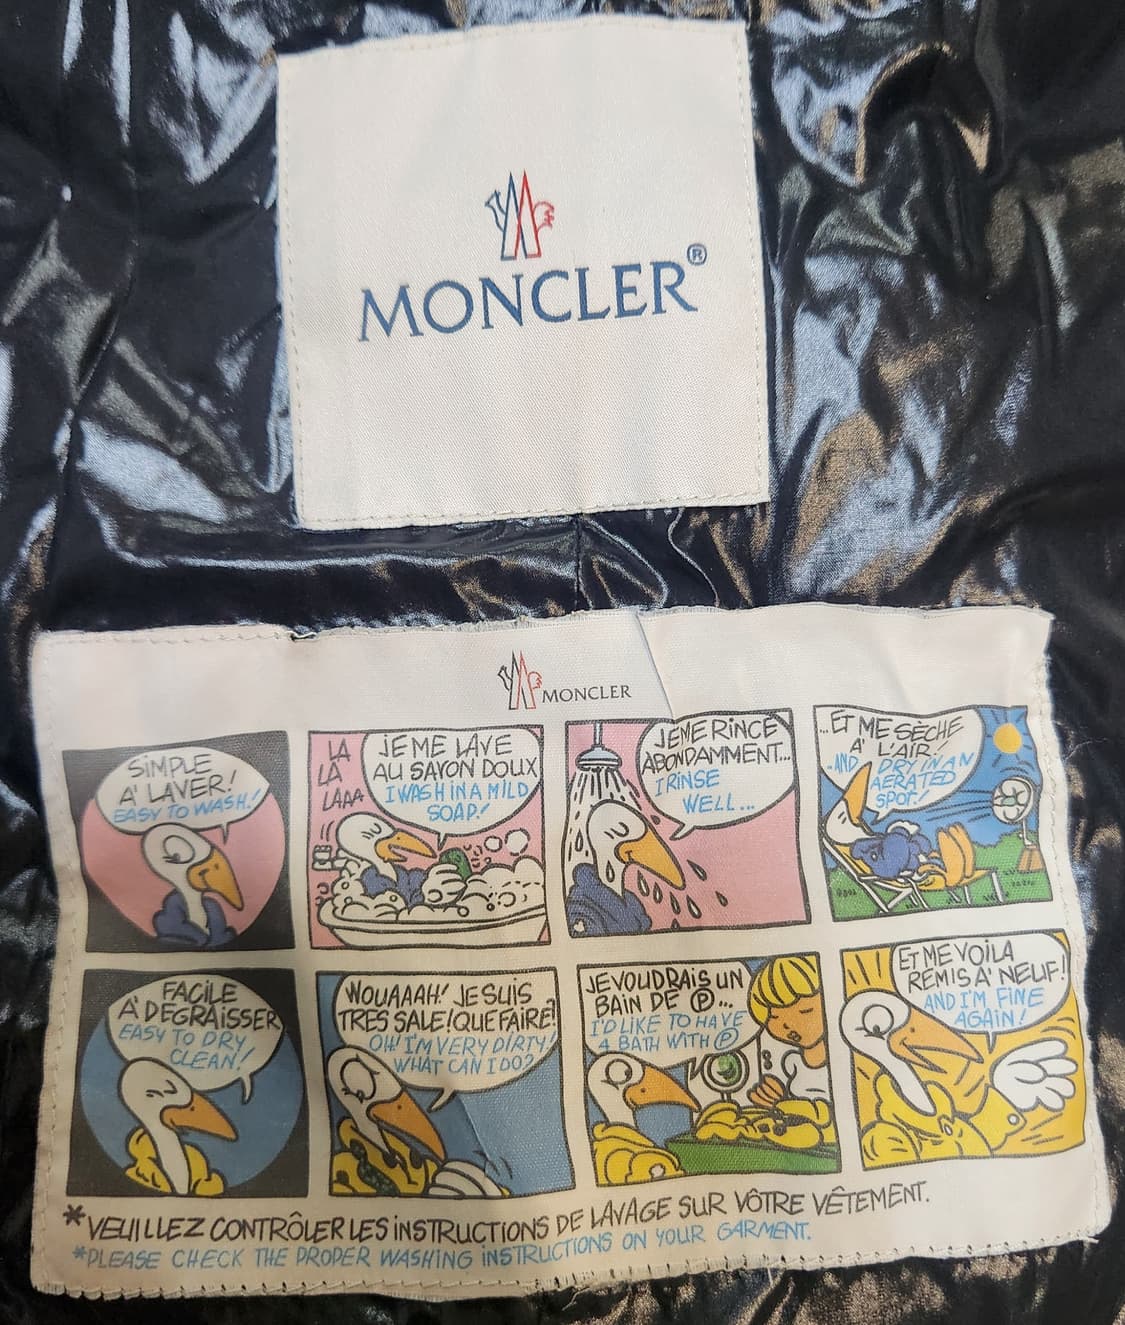 MONCLER®
MONCLER
SIMPLE
A' LAVER!
EASY TO WASH!
LA
LA
LAAA
JE ME LAVE
AU SAVON DOUX
I WASH IN A MILD
SOAP!
JE ME RINCE
ABONDAMMENT...
I RINSE
WELL...
...ET ME SÈCHE
A' L'AIR!
-AND I DRY IN AN
AERATED
SPOT!
FACILE
A' DÉGRAISSER
EASY TO DRY
CLEAN!
WOUAAAH! JE SUIS
TRES SALE! QUE FAIRE?
OH! I'M VERY DIRTY!
WHAT CAN I DO?
JE VOUDRAIS UN
BAIN DE Ⓟ...
I'D LIKE TO HAVE
A BATH WITH Ⓟ
ET ME VOILA
REMIS A' NEUF!
AND I'M FINE
AGAIN!
*VEUILLEZ CONTRÔLER LES INSTRUCTIONS DE LAVAGE SUR VÔTRE VÊTEMENT.
*PLEASE CHECK THE PROPER WASHING INSTRUCTIONS ON YOUR GARMENT.